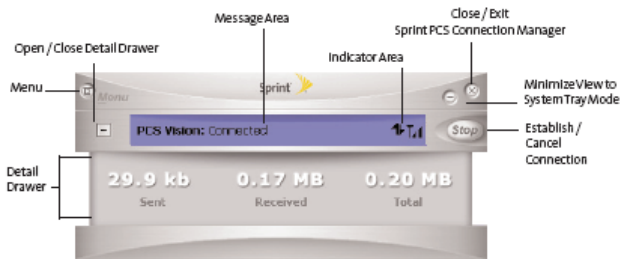 Message Area
Close / Exit
Sprint PCS Connection Manager
Open / Close Detail Drawer
Indicator Area
Menu
Menu
Sprint
Minimize View to
System Tray Mode
PCS Vision: Connected
Stop
Establish /
Cancel
Connection
Detail
Drawer
29.9 kb
0.17 MB
0.20 MB
Sent
Received
Total